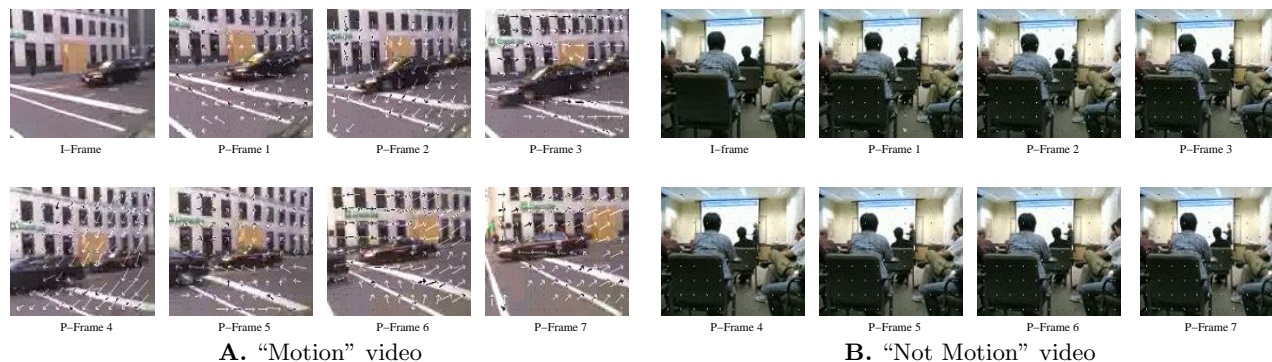 I–Frame
P–Frame 1
P–Frame 2
P–Frame 3
P–Frame 4
P–Frame 5
P–Frame 6
P–Frame 7
A. “Motion” video
I–frame
P–Frame 1
P–Frame 2
P–Frame 3
P–Frame 4
P–Frame 5
P–Frame 6
P–Frame 7
B. “Not Motion” video